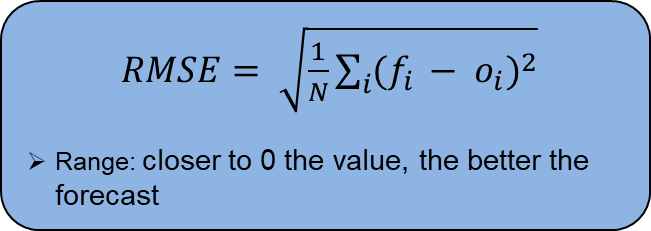 RMSE = √(1/N ∑ᵢ(fᵢ − oᵢ)²)
➢ Range: closer to 0 the value, the better the
forecast